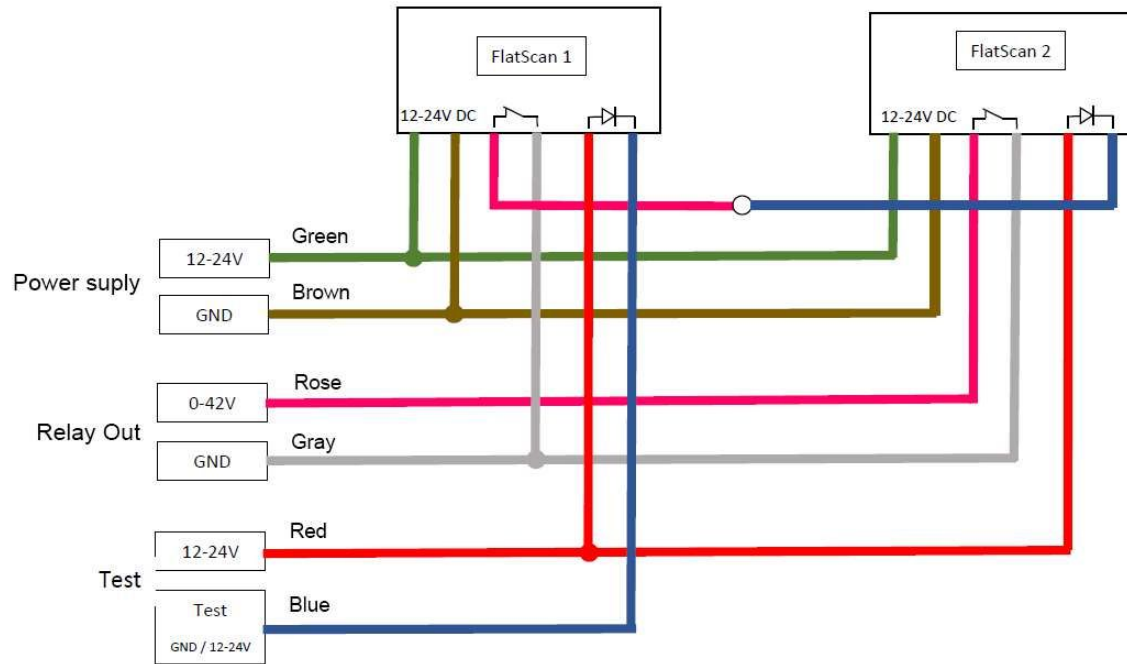 FlatScan 1
FlatScan 2
12-24V DC
12-24V DC
Green
12-24V
Power suply
Brown
GND
Rose
0-42V
Relay Out
Gray
GND
Red
12-24V
Test
Blue
Test
GND / 12-24V